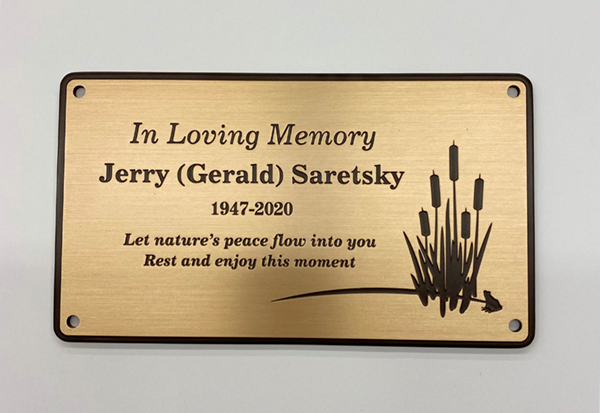 In Loving Memory
Jerry (Gerald) Saretsky
1947-2020
Let nature's peace flow into you
Rest and enjoy this moment